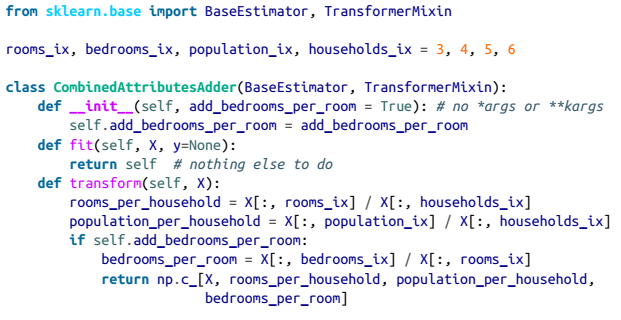 from sklearn.base import BaseEstimator, TransformerMixin
rooms_ix, bedrooms_ix, population_ix, households_ix = 3, 4, 5, 6
class CombinedAttributesAdder(BaseEstimator, TransformerMixin):
    def __init__(self, add_bedrooms_per_room = True): # no *args or **kargs
        self.add_bedrooms_per_room = add_bedrooms_per_room
    def fit(self, X, y=None):
        return self  # nothing else to do
    def transform(self, X):
        rooms_per_household = X[:, rooms_ix] / X[:, households_ix]
        population_per_household = X[:, population_ix] / X[:, households_ix]
        if self.add_bedrooms_per_room:
            bedrooms_per_room = X[:, bedrooms_ix] / X[:, rooms_ix]
            return np.c_[X, rooms_per_household, population_per_household,
                         bedrooms_per_room]